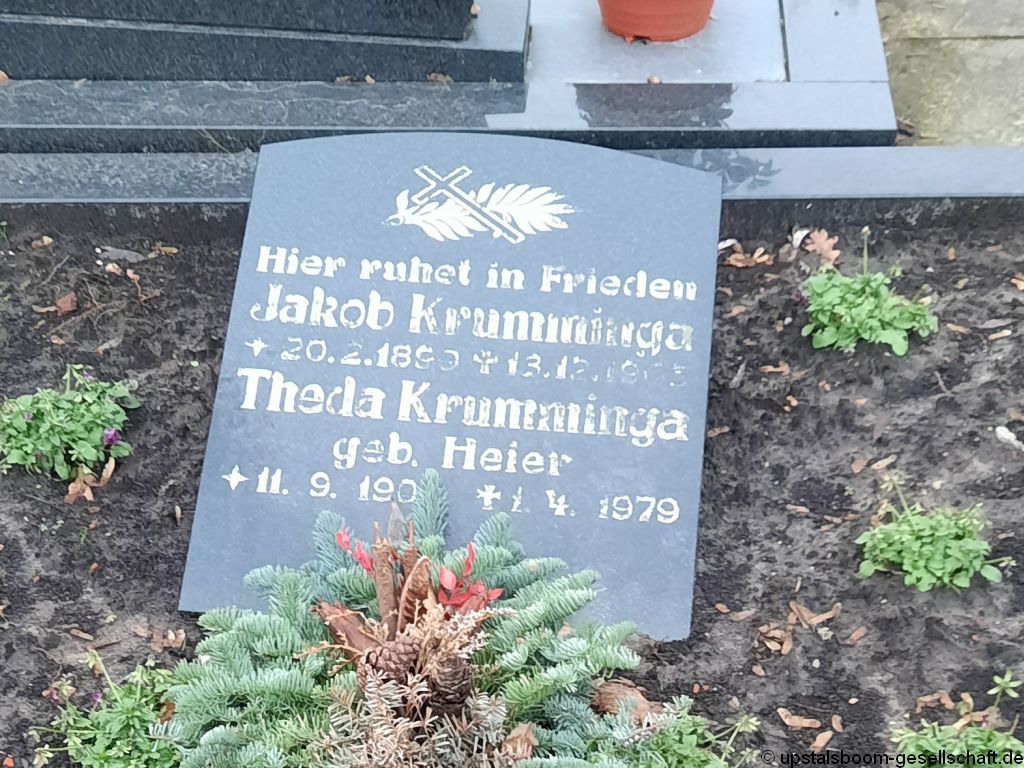 Hier ruhet in Frieden
Jakob Krumminga
20.2.1899 13.12.
Theda Krumminga
geb. Heier
11. 9. 1. 4. 1979
© upstalsboom-gesellschaft.de